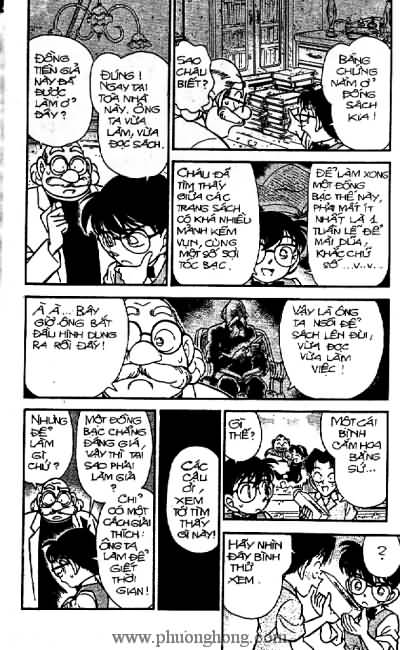 ĐỒNG
TIỀN GIẢ
NÀY ĐÃ
ĐƯỢC
LÀM Ở
ĐÂY?
ĐÚNG!
NGAY TẠI
TÒA NHÀ
NÀY. ÔNG
TA VỪA
LÀM, VỪA
ĐỌC SÁCH.
SAO
CHÁU
BIẾT?
BẰNG
CHỨNG
NẰM Ở
ĐỐNG
SÁCH
KIA!
CHÁU ĐÃ
TÌM THẤY
GIỮA CÁC
TRANG SÁCH
CÓ KHÁ NHIỀU
MẢNH KẼM
VỤN, CÙNG
MỘT SỐ SỢI
TÓC BẠC.
ĐỂ LÀM XONG
MỘT ĐỒNG
BẠC THẾ NÀY,
PHẢI MẤT ÍT
NHẤT LÀ 1
TUẦN LỄ ĐỂ
MÀI DŨA,
KHẮC CHỮ
SỐ...V..V..
À À... BÂY
GIỜ ÔNG BẮT
ĐẦU HÌNH DUNG
RA RỒI ĐẤY!
VẬY LÀ ÔNG
TA NGỒI ĐỂ
SÁCH LÊN ĐÙI,
VỪA ĐỌC
VỪA LÀM
VIỆC!
NHƯNG
ĐỂ
LÀM
GÌ,
CHỨ?
MỘT ĐỒNG
BẠC CHẲNG
ĐÁNG GIÁ,
VẬY THÌ TẠI
SAO PHẢI
LÀM GIẢ
?
CHỈ
CÓ MỘT
CÁCH GIẢI
THÍCH:
ÔNG TA
LÀM ĐỂ
GIẾT
THỜI
GIAN!
CÁC
CẬU
ƠI,
XEM
TỚ TÌM
THẤY
GÌ NÀY!
GÌ
THẾ?
MỘT CÁI
BÌNH
CẮM HOA
BẰNG
SỨ...
HÃY NHÌN
ĐÁY BÌNH
THỬ
XEM.
?
www.phuonghong.com